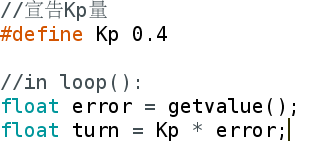 //宣告Kp量
#define Kp 0.4

//in loop():
float error = getvalue();
float turn = Kp * error;